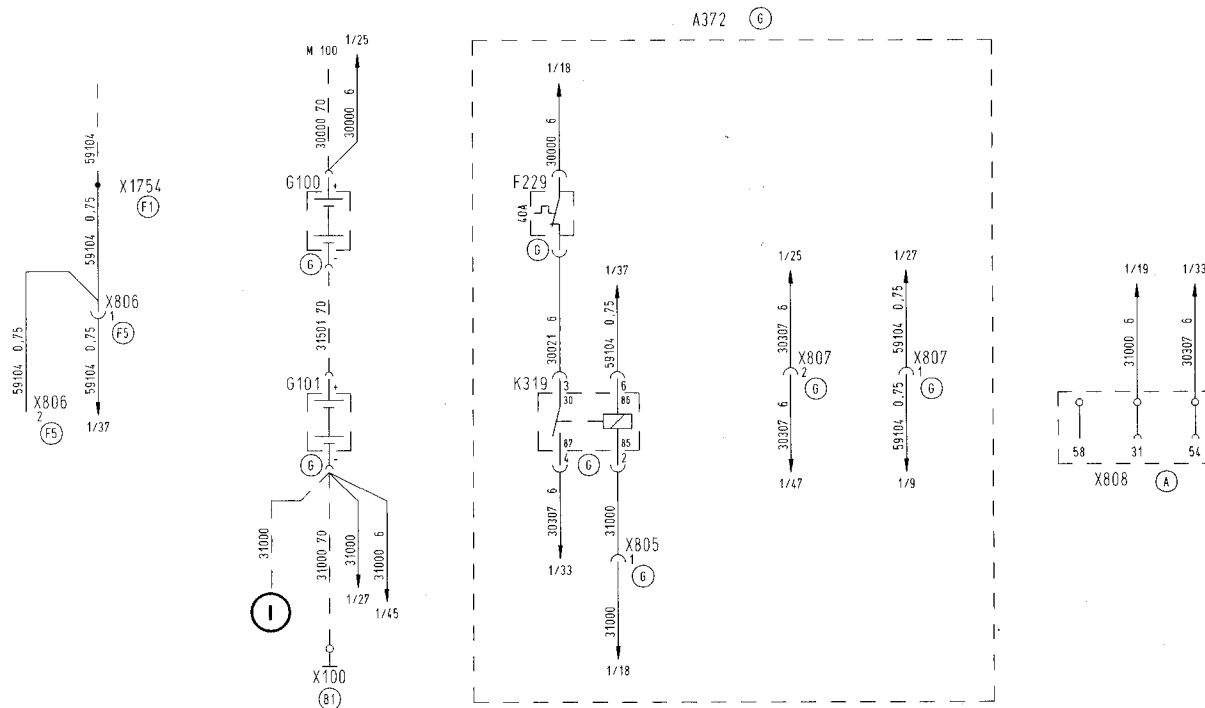 A372 G
59104
X1754
F1
59104 0,75
X806
1
F5
59104 0,75
59104 0,75
X806
2
F5
1/37
M 100
1/25
30000 70
30000 6
G100
+
-
G
31501 70
G101
+
-
G
31000
31000 70
31000
31000 6
I
1/27
1/45
X100
B1
1/18
30000 6
F229
40A
G
30021 6
1/37
59104 0,75
K319
3
6
30
86
87
85
4
2
G
30307 6
31000
1/33
X805
1
G
31000
1/18
1/25
30307 6
X807
2
G
30307 6
1/47
1/27
59104 0,75
X807
1
G
59104 0,75
1/9
1/19
1/33
31000 6
30307 6
58
31
54
X808 A